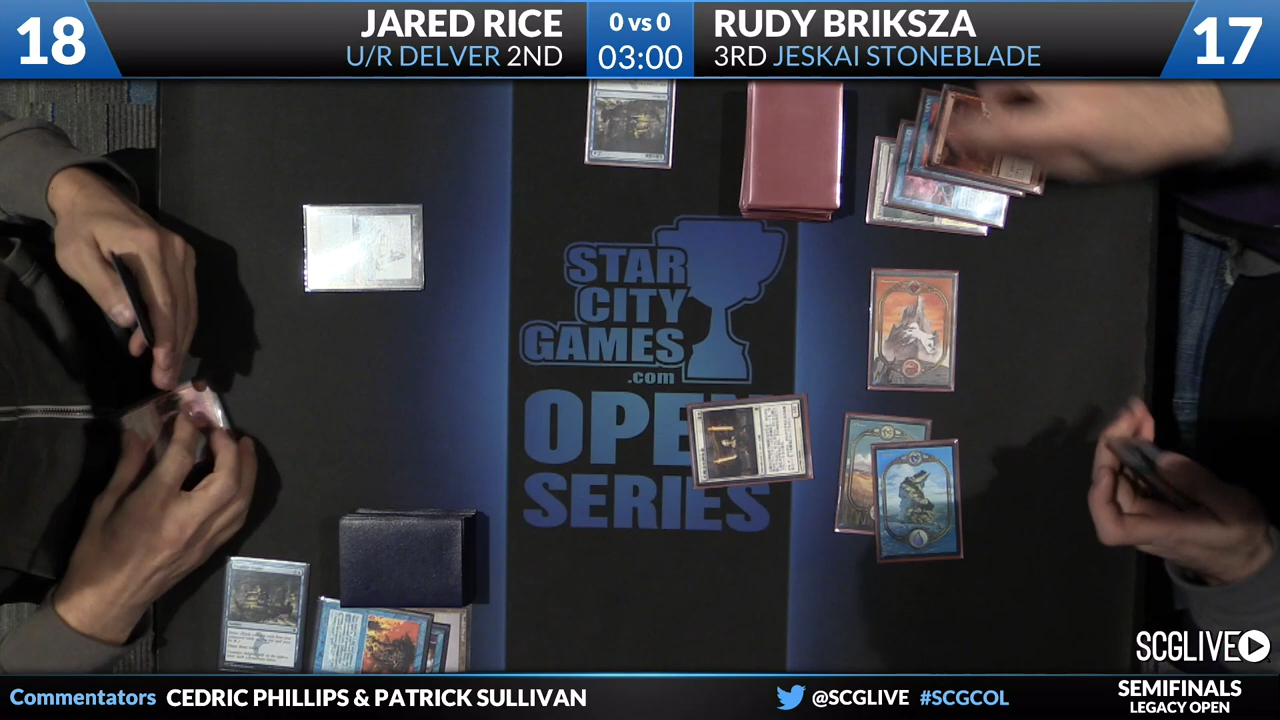 18
JARED RICE
U/R DELVER 2ND
0 vs 0
03:00
RUDY BRIKSZA
3RD JESKAI STONEBLADE
17
STAR
CITY
GAMES
.com
OPEN
SERIES
SCGLIVE
Commentators CEDRIC PHILLIPS & PATRICK SULLIVAN
@SCGLIVE #SCGCOL
SEMIFINALS
LEGACY OPEN